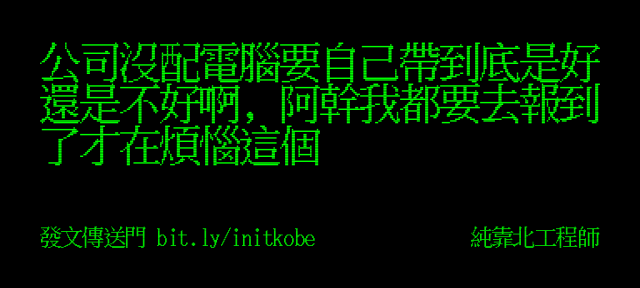 公司沒配電腦要自己帶到底是好
還是不好啊，阿幹我都要去報到
了才在煩惱這個
發文傳送門 bit.ly/initkobe
純靠北工程師